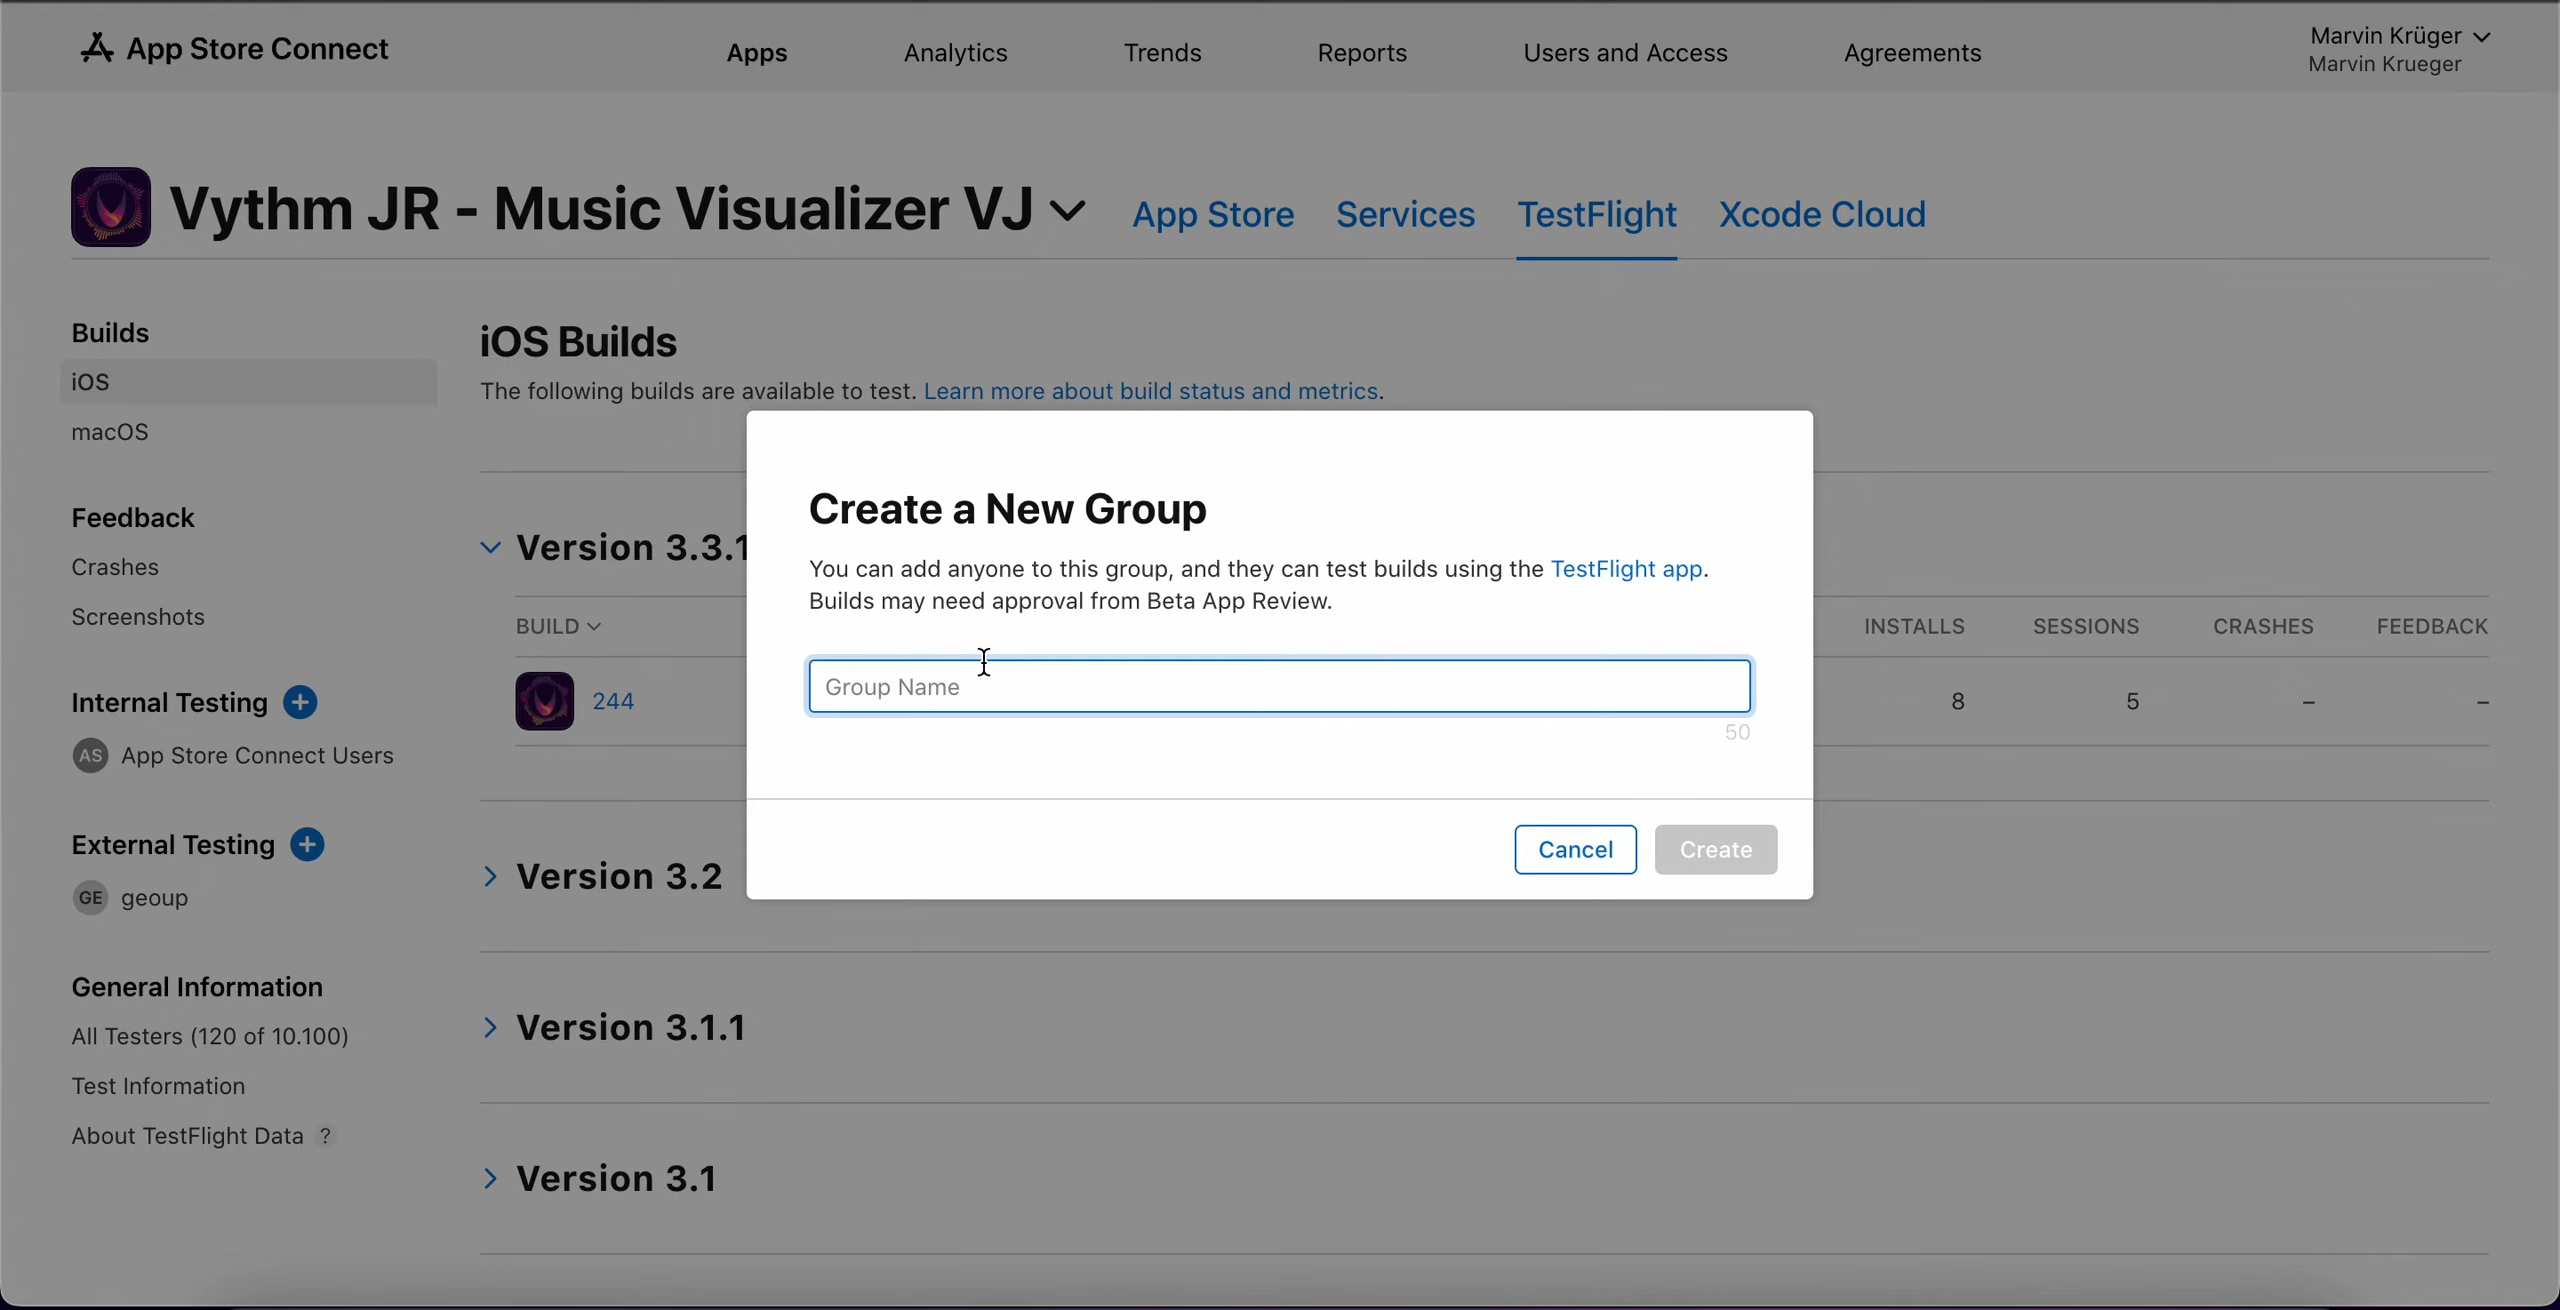 App Store Connect
Apps
Analytics
Trends
Reports
Users and Access
Agreements
Marvin Krüger
Marvin Krueger
Vythm JR - Music Visualizer VJ
App Store
Services
TestFlight
Xcode Cloud
Builds
iOS
macOS
Feedback
Crashes
Screenshots
Internal Testing
AS App Store Connect Users
External Testing
GE geoup
General Information
All Testers (120 of 10.100)
Test Information
About TestFlight Data ?
iOS Builds
The following builds are available to test. Learn more about build status and metrics.
Version 3.3.1
BUILD
INSTALLS
SESSIONS
CRASHES
FEEDBACK
244
8
5
–
–
Version 3.2
Version 3.1.1
Version 3.1
Create a New Group
You can add anyone to this group, and they can test builds using the TestFlight app.
Builds may need approval from Beta App Review.
Group Name
50
Cancel
Create